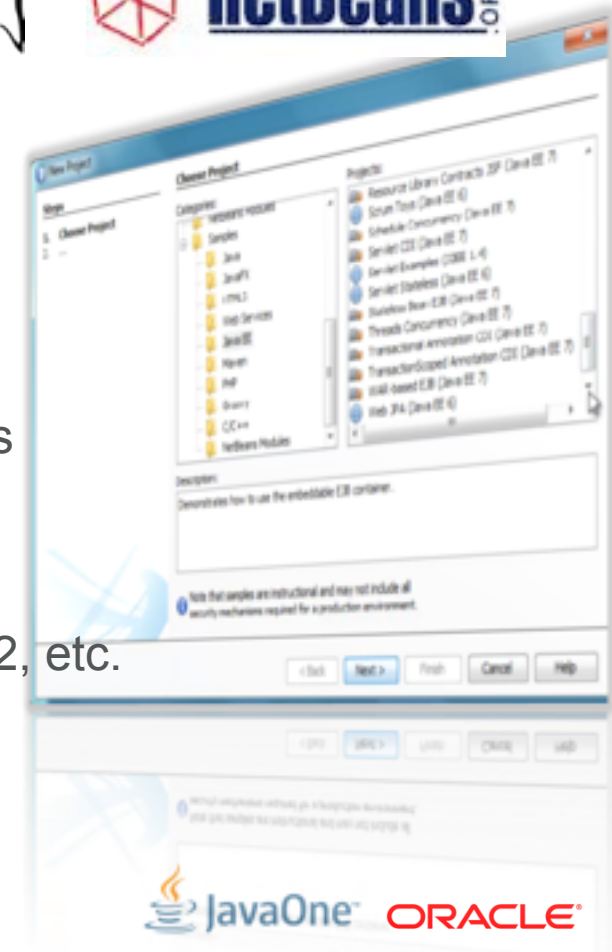 netbeans
New Project
Steps
1. Choose Project
2. ...
Choose Project
Categories:
NetBeans Modules
Samples
Java
JavaFX
HTML5
Web Services
Java EE
Maven
PHP
Groovy
C/C++
NetBeans Modules
Projects:
Resource Library Contracts JSF (Java EE 7)
Scrum Toys (Java EE 6)
Schedule Concurrency (Java EE 7)
Servlet CDI (Java EE 7)
Servlet Examples (J2EE 1.4)
Servlet Stateless (Java EE 6)
Stateless Bean EJB (Java EE 7)
Threads Concurrency (Java EE 7)
Transactional Annotation CDI (Java EE 7)
TransactionScoped Annotation CDI (Java EE 7)
WAR-based EJB (Java EE 7)
Web JPA (Java EE 6)
s
Description:
Demonstrates how to use the embeddable EJB container.
Note that samples are instructional and may not include all
security mechanisms required for a production environment.
2, etc.
< Back Next > Finish Cancel Help
JavaOne ORACLE